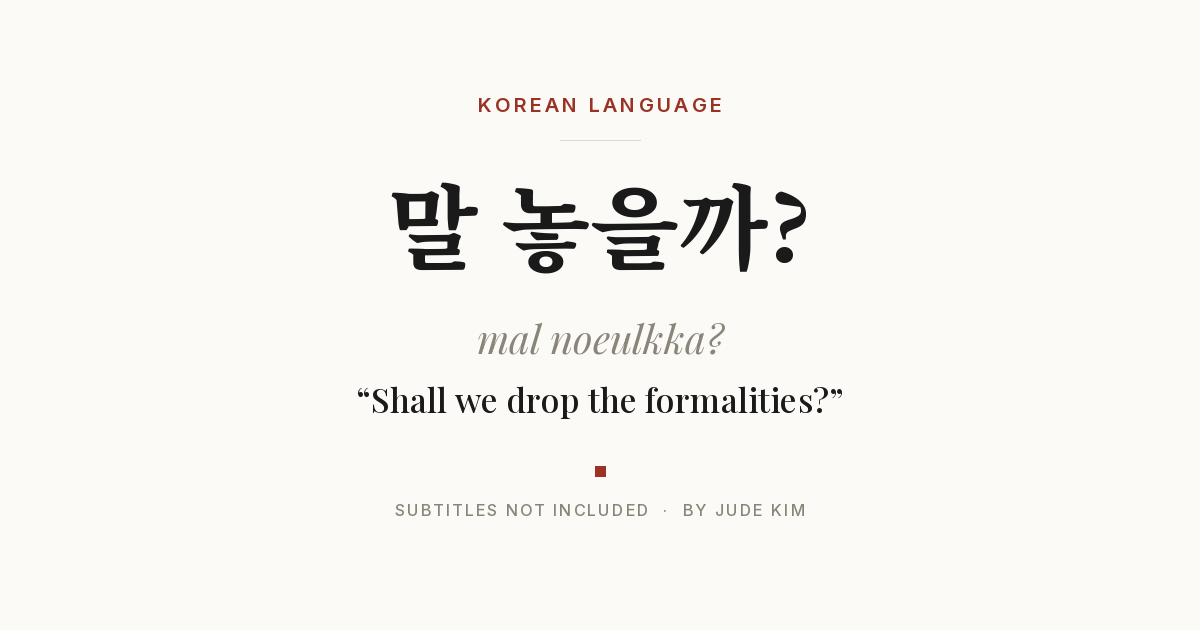 KOREAN LANGUAGE
말 놓을까?
mal noeulkka?
“Shall we drop the formalities?”
SUBTITLES NOT INCLUDED · BY JUDE KIM